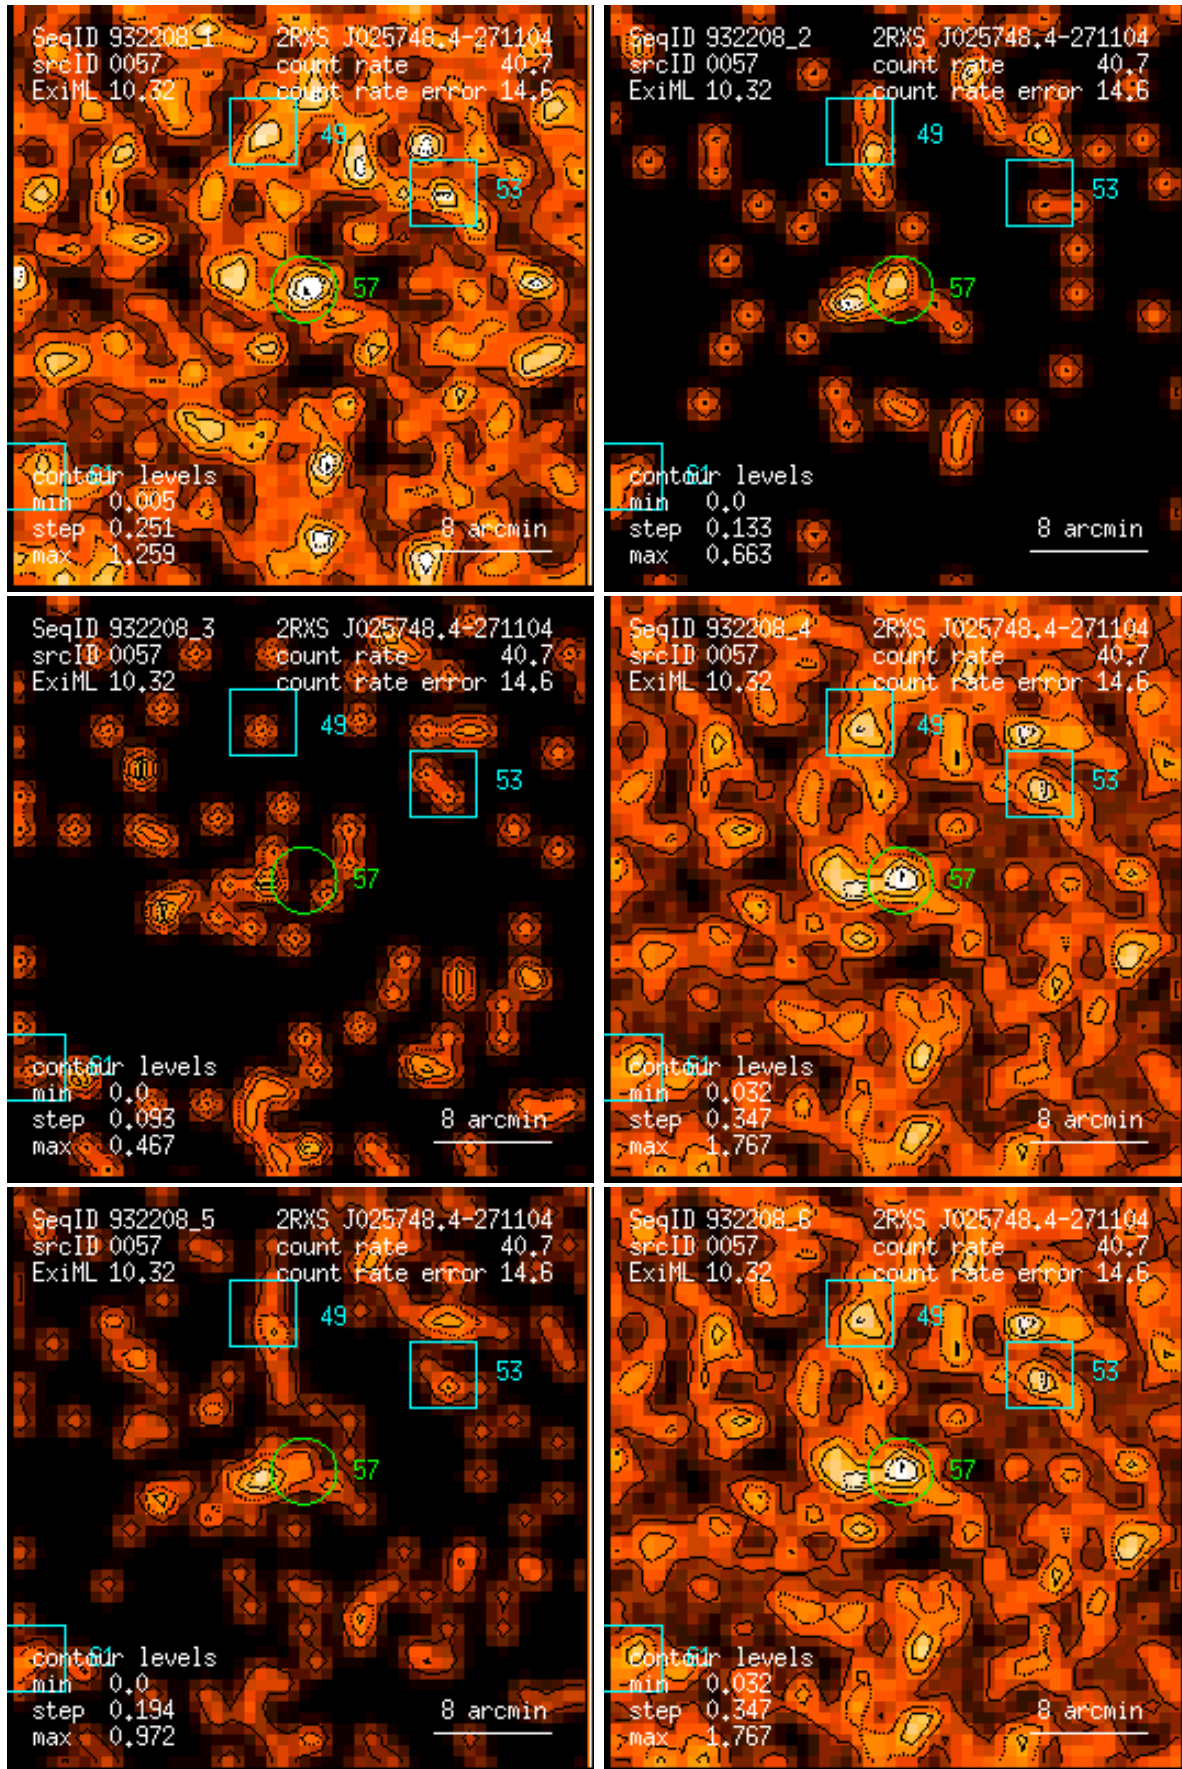 SeqID 932208_1 2RXS J025748.4-271104
srcID 0057 count rate 40.7
ExiML 10.32 count rate error 14.6
49
53
57
61
contour levels
min 0.005
step 0.251
max 1.259
8 arcmin
SeqID 932208_2 2RXS J025748.4-271104
srcID 0057 count rate 40.7
ExiML 10.32 count rate error 14.6
49
53
57
61
contour levels
min 0.0
step 0.133
max 0.663
8 arcmin
SeqID 932208_3 2RXS J025748.4-271104
srcID 0057 count rate 40.7
ExiML 10.32 count rate error 14.6
49
53
57
61
contour levels
min 0.0
step 0.093
max 0.467
8 arcmin
SeqID 932208_4 2RXS J025748.4-271104
srcID 0057 count rate 40.7
ExiML 10.32 count rate error 14.6
49
53
57
61
contour levels
min 0.032
step 0.347
max 1.767
8 arcmin
SeqID 932208_5 2RXS J025748.4-271104
srcID 0057 count rate 40.7
ExiML 10.32 count rate error 14.6
49
53
57
61
contour levels
min 0.0
step 0.194
max 0.972
8 arcmin
SeqID 932208_6 2RXS J025748.4-271104
srcID 0057 count rate 40.7
ExiML 10.32 count rate error 14.6
49
53
57
61
contour levels
min 0.032
step 0.347
max 1.767
8 arcmin